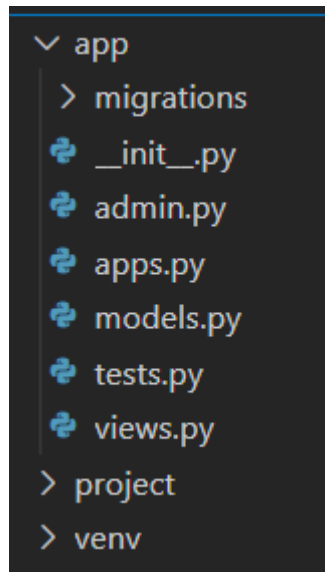 app
migrations
__init__.py
admin.py
apps.py
models.py
tests.py
views.py
project
venv